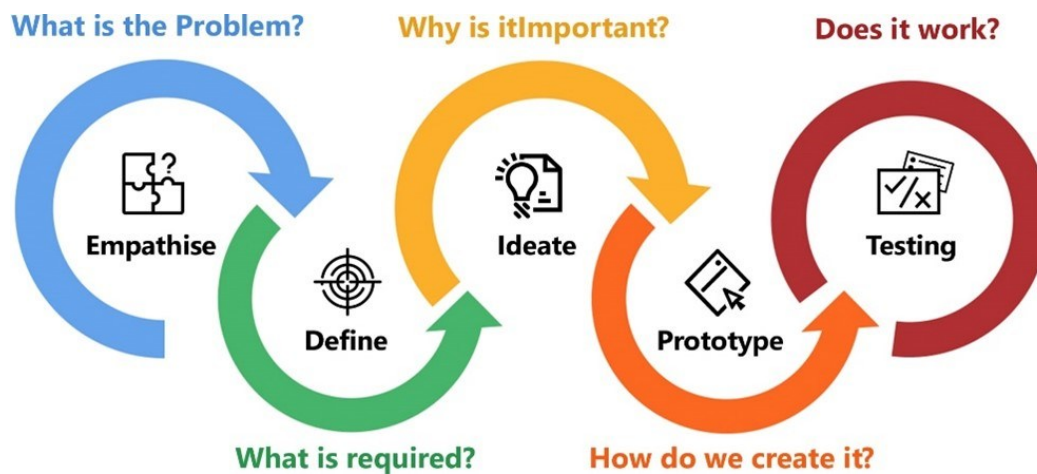 What is the Problem?
Why is itImportant?
Does it work?
?
Empathise
Define
Ideate
Prototype
Testing
What is required?
How do we create it?